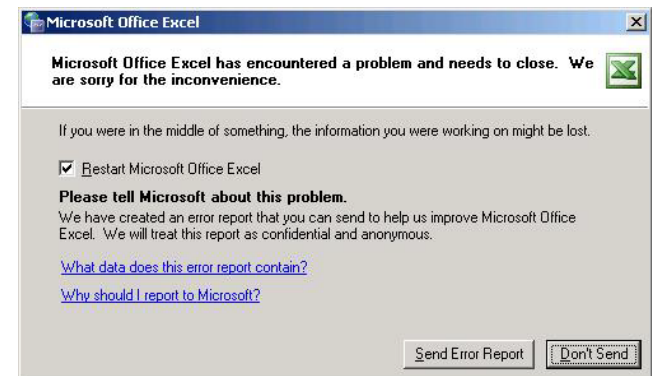 Microsoft Office Excel
Microsoft Office Excel has encountered a problem and needs to close. We
are sorry for the inconvenience.
If you were in the middle of something, the information you were working on might be lost.
Restart Microsoft Office Excel
Please tell Microsoft about this problem.
We have created an error report that you can send to help us improve Microsoft Office
Excel. We will treat this report as confidential and anonymous.
What data does this error report contain?
Why should I report to Microsoft?
Send Error Report Don't Send